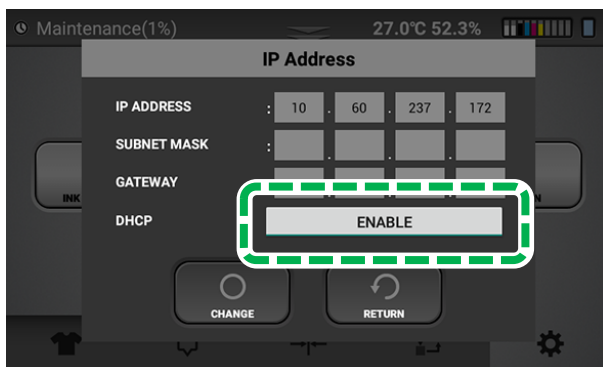 Maintenance(1%) 27.0℃ 52.3%
IP Address
IP ADDRESS : 10 . 60 . 237 . 172
SUBNET MASK : . . .
GATEWAY
DHCP ENABLE
INK
N
CHANGE RETURN